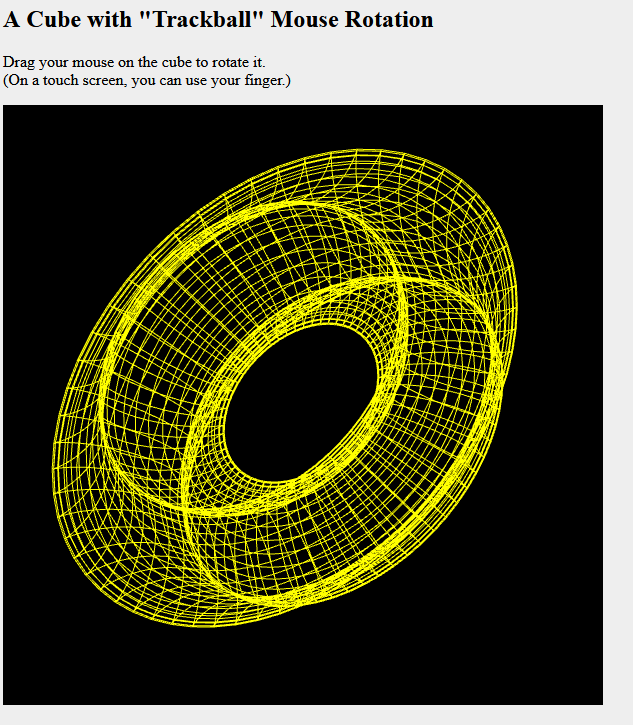 A Cube with "Trackball" Mouse Rotation
Drag your mouse on the cube to rotate it.
(On a touch screen, you can use your finger.)